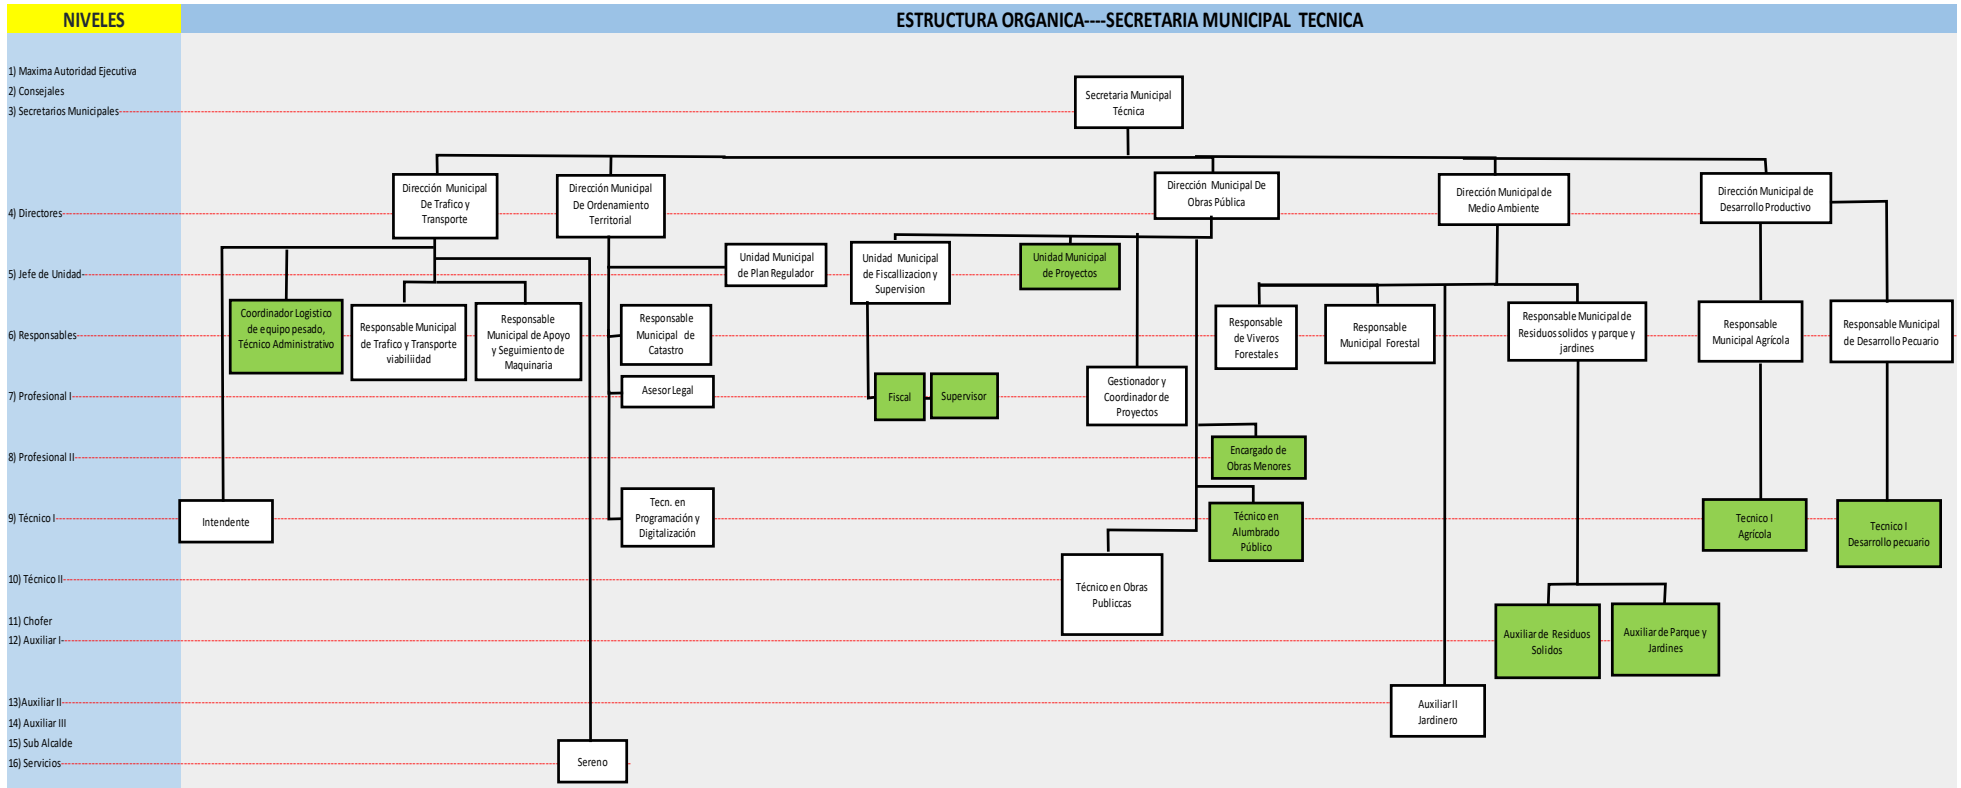 NIVELES
ESTRUCTURA ORGANICA----SECRETARIA MUNICIPAL TECNICA
1) Maxima Autoridad Ejecutiva
2) Consejales
3) Secretarios Municipales
Secretaria Municipal
Técnica
4) Directores
Dirección Municipal
De Trafico y
Transporte
Dirección Municipal
De Ordenamiento
Territorial
Dirección Municipal De
Obras Pública
Dirección Municipal de
Medio Ambiente
Dirección Municipal de
Desarrollo Productivo
5) Jefe de Unidad
Unidad Municipal
de Plan Regulador
Unidad Municipal
de Fiscallizacion y
Supervision
Unidad Municipal
de Proyectos
6) Responsables
Coordinador Logistico
de equipo pesado,
Técnico Administrativo
Responsable Municipal
de Trafico y Transporte
viabiliidad
Responsable
Municipal de Apoyo
y Seguimiento de
Maquinaria
Responsable
Municipal de
Catastro
Responsable
de Viveros
Forestales
Responsable
Municipal Forestal
Responsable Municipal de
Residuos solidos y parque y
jardines
Responsable
Municipal Agrícola
Responsable Municipal
de Desarrollo Pecuario
7) Profesional I
Asesor Legal
Fiscal
Supervisor
Gestionador y
Coordinador de
Proyectos
8) Profesional II
Encargado de
Obras Menores
9) Técnico I
Intendente
Tecn. en
Programación y
Digitalización
Técnico en
Alumbrado
Público
Tecnico I
Agrícola
Tecnico I
Desarrollo pecuario
10) Técnico II
Técnico en Obras
Publiccas
11) Chofer
12) Auxiliar I
Auxiliar de Residuos
Solidos
Auxiliar de Parque y
Jardines
13)Auxiliar II
Auxiliar II
Jardinero
14) Auxiliar III
15) Sub Alcalde
16) Servicios
Sereno